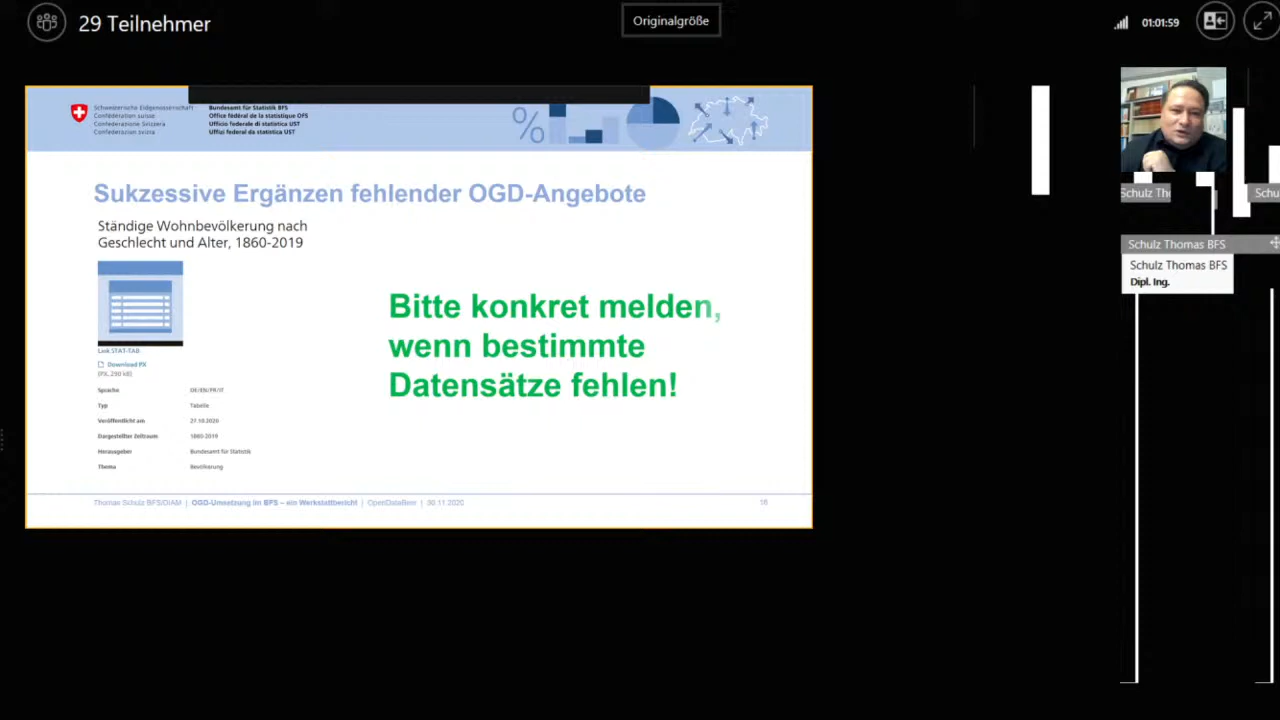 29 Teilnehmer
Originalgröße
01:01:59
Schweizerische Eidgenossenschaft
Confédération suisse
Confederazione Svizzera
Confederaziun svizra
Bundesamt für Statistik BFS
Office fédéral de la statistique OFS
Ufficio federale di statistica UST
Uffizi federal da statistica UST
%
Sukzessive Ergänzen fehlender OGD-Angebote
Ständige Wohnbevölkerung nach
Geschlecht und Alter, 1860-2019
Link STAT-TAB
Download PX
(PX, 290 kB)
Sprache DE/EN/FR/IT
Typ Tabelle
Veröffentlicht am 27.10.2020
Dargestellter Zeitraum 1860-2019
Herausgeber Bundesamt für Statistik
Thema Bevölkerung
Bitte konkret melden,
wenn bestimmte
Datensätze fehlen!
Thomas Schulz BFS/DIAM | OGD-Umsetzung im BFS – ein Werkstattbericht | OpenDataBeer | 30.11.2020
16
Schulz Th
Schu
Schulz Thomas BFS
Schulz Thomas BFS
Dipl. Ing.